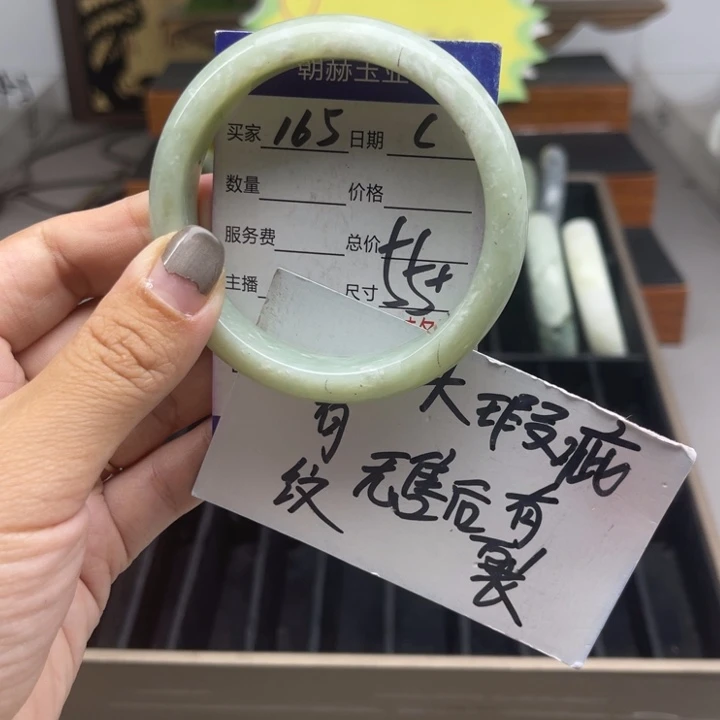 朝赫玉业
买家 165 日期 C
数量 价格
服务费 总价
主播 尺寸 55+
有纹
大瑕疵
无售后有裂